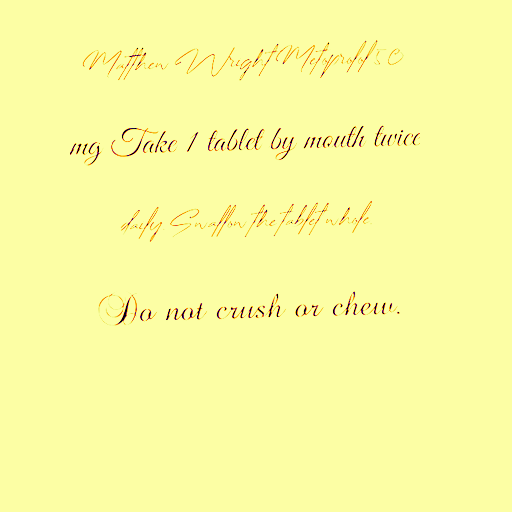 Matthew Wright Metoprolol 50
mg Take 1 tablet by mouth twice
daily Swallow the tablet whole
Do not crush or chew.